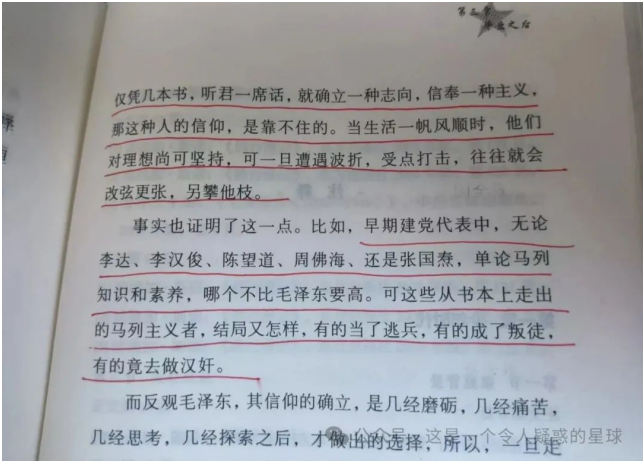 第三章
之后
仅凭几本书，听君一席话，就确立一种志向，信奉一种主义，
那这种人的信仰，是靠不住的。当生活一帆风顺时，他们
对理想尚可坚持，可一旦遭遇波折，受点打击，往往就会
改弦更张，另攀他枝。
事实也证明了这一点。比如，早期建党代表中，无论
李达、李汉俊、陈望道、周佛海、还是张国焘，单论马列
知识和素养，哪个不比毛泽东要高。可这些从书本上走出
的马列主义者，结局又怎样，有的当了逃兵，有的成了叛徒，
有的竟去做汉奸。
而反观毛泽东，其信仰的确立，是几经磨砺，几经痛苦，
几经思考，几经探索之后，才做出的选择，所以，一旦走
公众号：这是一个令人疑惑的星球